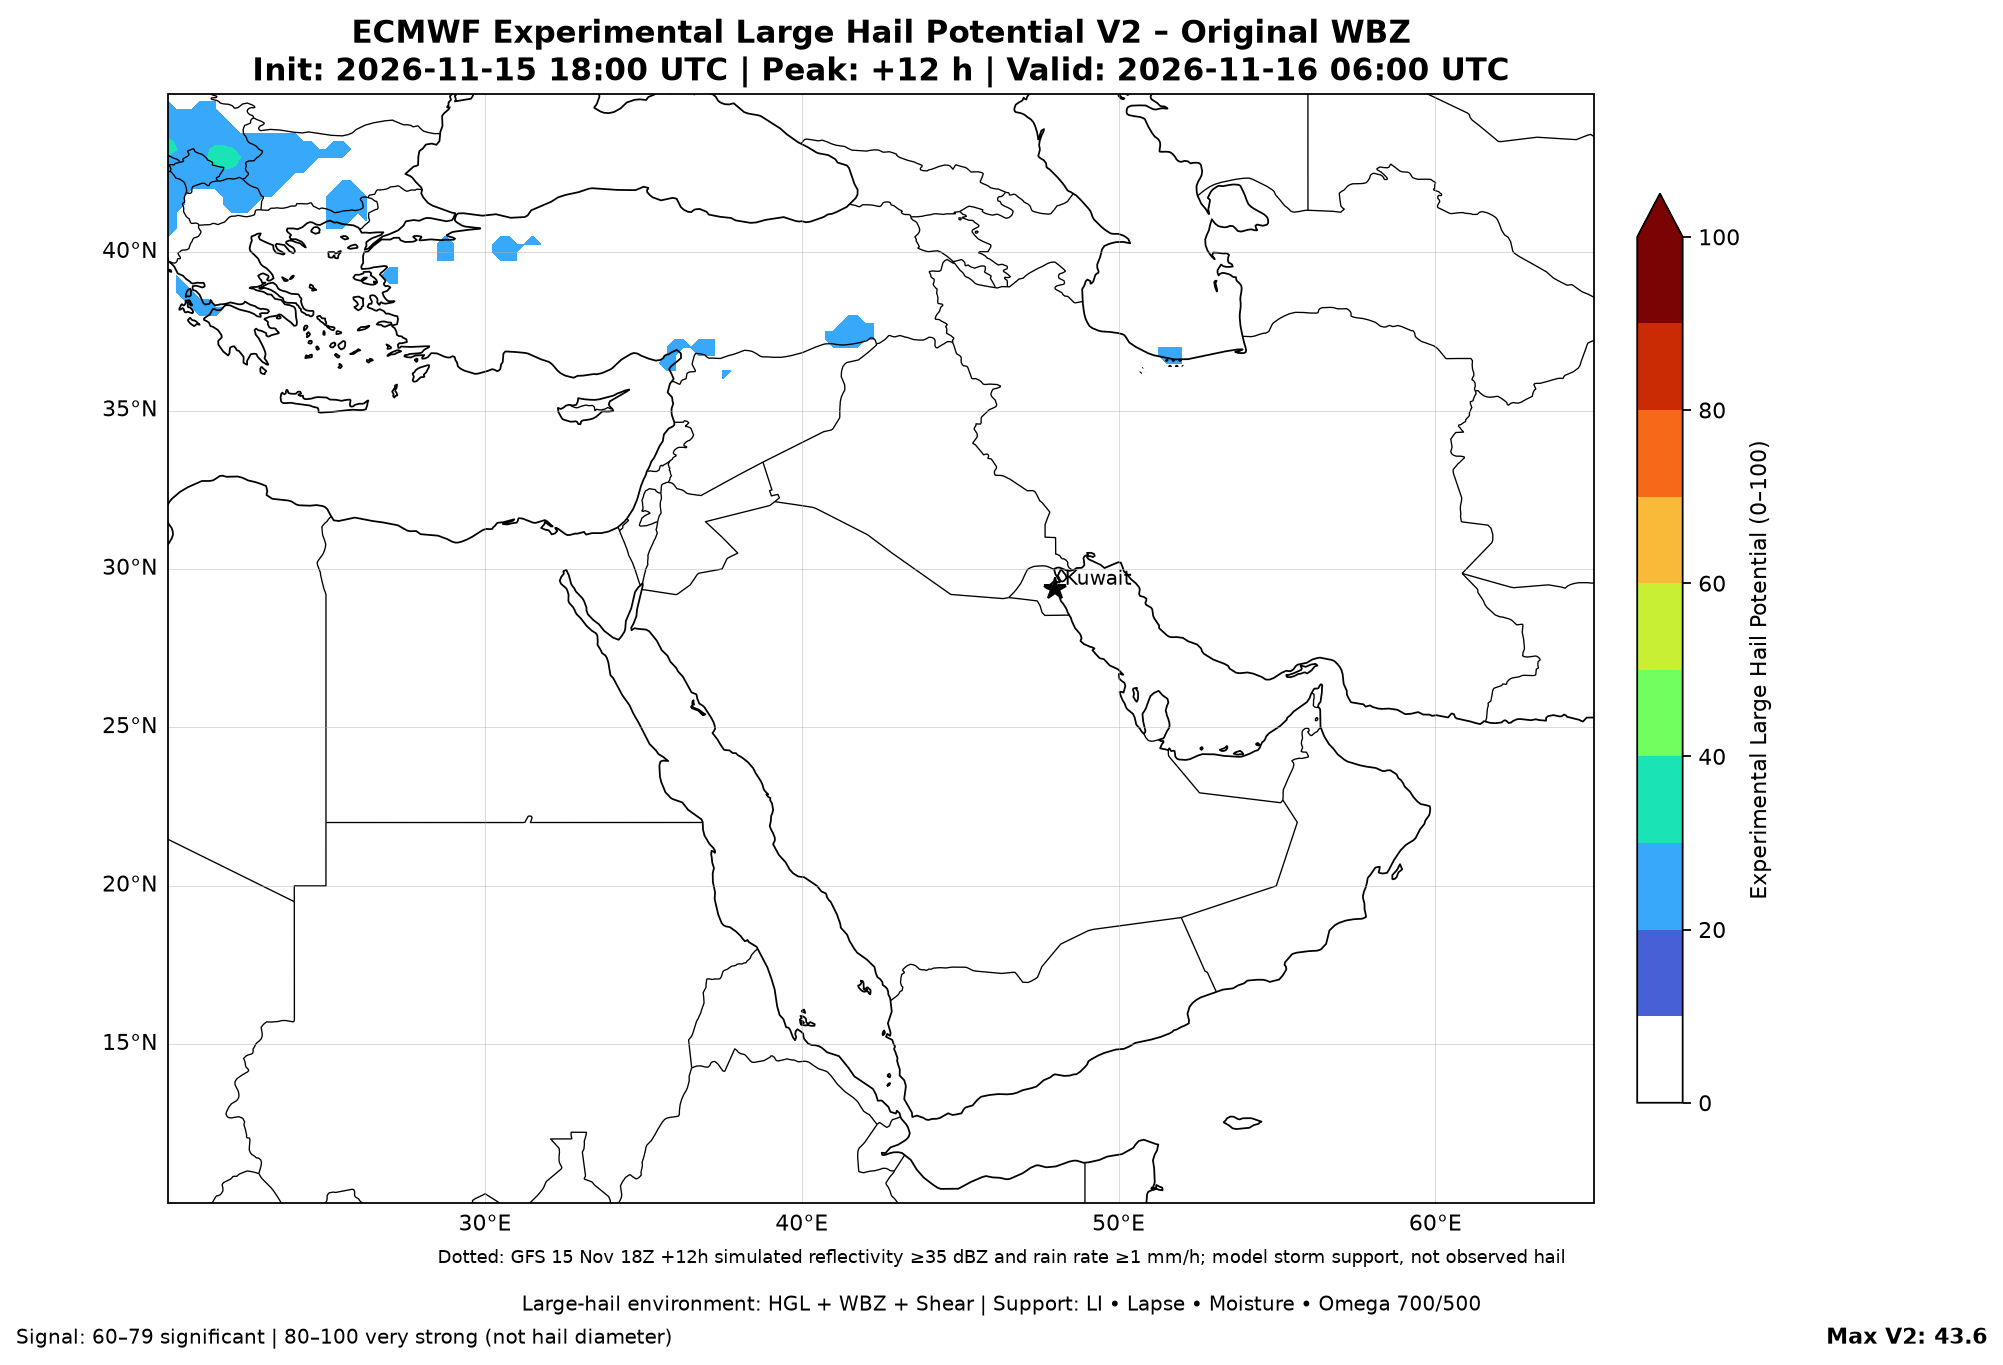 ECMWF Experimental Large Hail Potential V2 – Original WBZ
Init: 2026-11-15 18:00 UTC | Peak: +12 h | Valid: 2026-11-16 06:00 UTC
40°N
35°N
30°N
25°N
20°N
15°N
Kuwait
30°E
40°E
50°E
60°E
100
80
60
40
20
0
Experimental Large Hail Potential (0–100)
Dotted: GFS 15 Nov 18Z +12h simulated reflectivity ≥35 dBZ and rain rate ≥1 mm/h; model storm support, not observed hail
Large-hail environment: HGL + WBZ + Shear | Support: LI • Lapse • Moisture • Omega 700/500
Signal: 60–79 significant | 80–100 very strong (not hail diameter)
Max V2: 43.6